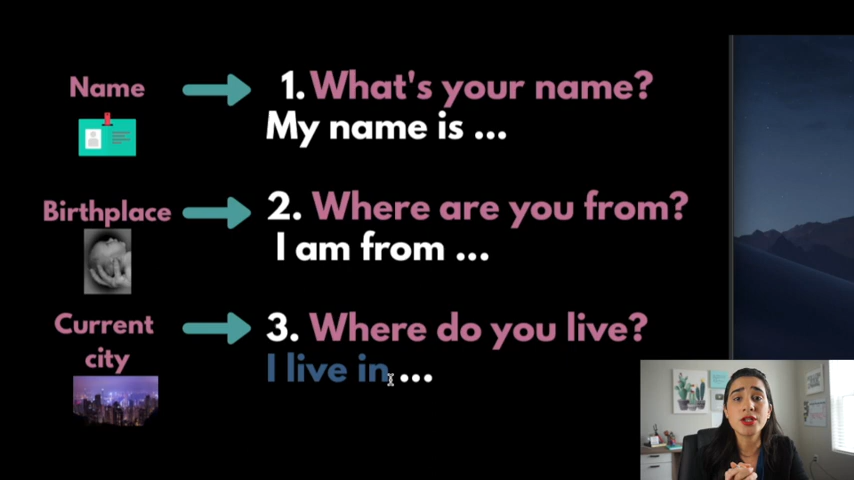 Name
1. What's your name?
My name is ...
Birthplace
2. Where are you from?
I am from ...
Current
city
3. Where do you live?
I live in ...